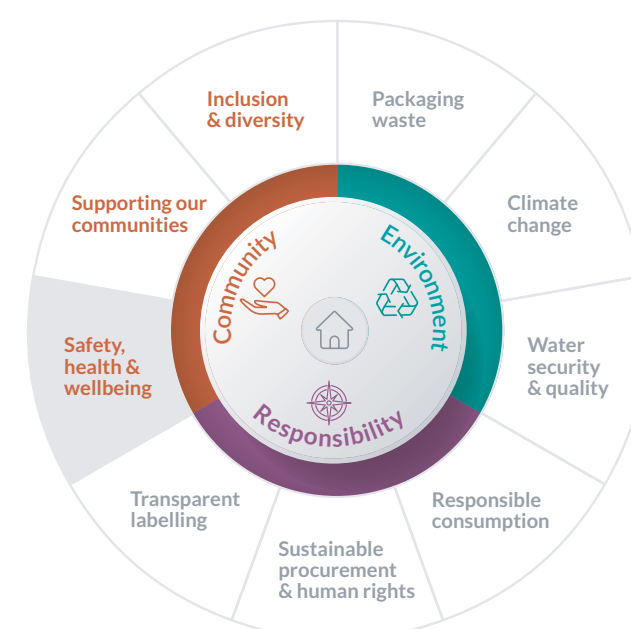 Inclusion
& diversity
Packaging
waste
Supporting our
communities
Climate
change
Community
Environment
Safety,
health &
wellbeing
Water
security
& quality
Responsibility
Transparent
labelling
Responsible
consumption
Sustainable
procurement
& human rights